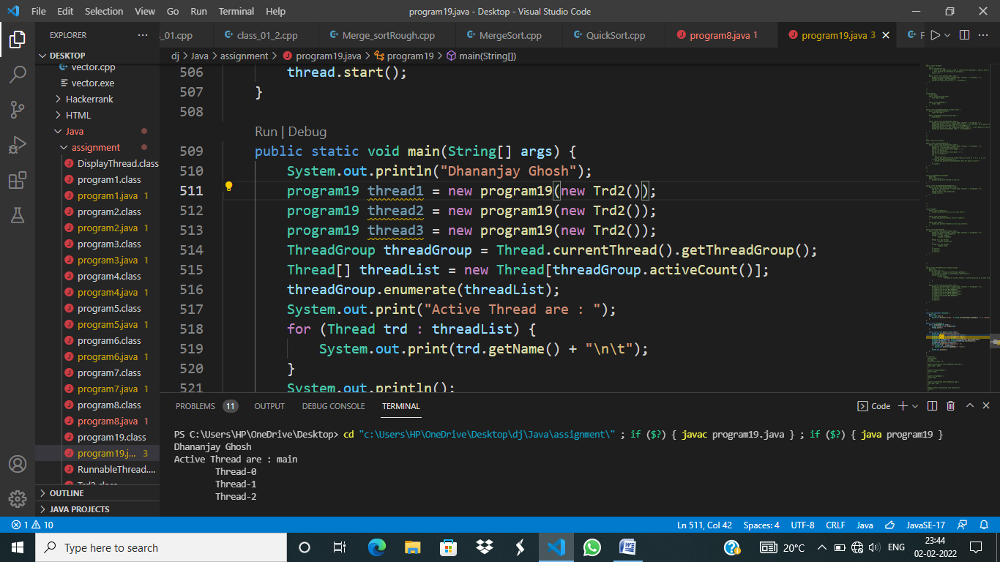 File Edit Selection View Go Run Terminal Help
program19.java - Desktop - Visual Studio Code
EXPLORER
s_01.cpp class_01_2.cpp Merge_sortRough.cpp MergeSort.cpp QuickSort.cpp program8.java 1 program19.java 3
DESKTOP
dj > Java > assignment > program19.java > program19 > main(String[])
vector.cpp
vector.exe
Hackerrank
HTML
Java
assignment
DisplayThread.class
program1.class
program1.java 1
program2.class
program2.java 1
program3.class
program3.java 1
program4.class
program4.java 1
program5.class
program5.java 1
program6.class
program6.java 1
program7.class
program7.java 1
program8.class
program8.java 1
program19.class
program19.j... 3
RunnableThread....
Trd2.class
OUTLINE
JAVA PROJECTS
506 thread.start();
507 }
508
Run | Debug
509 public static void main(String[] args) {
510 System.out.println("Dhananjay Ghosh");
511 program19 thread1 = new program19(new Trd2());
512 program19 thread2 = new program19(new Trd2());
513 program19 thread3 = new program19(new Trd2());
514 ThreadGroup threadGroup = Thread.currentThread().getThreadGroup();
515 Thread[] threadList = new Thread[threadGroup.activeCount()];
516 threadGroup.enumerate(threadList);
517 System.out.print("Active Thread are : ");
518 for (Thread trd : threadList) {
519 System.out.print(trd.getName() + "\n\t");
520 }
521 System.out.println();
PROBLEMS 11 OUTPUT DEBUG CONSOLE TERMINAL
Code
PS C:\Users\HP\OneDrive\Desktop> cd "c:\Users\HP\OneDrive\Desktop\dj\Java\assignment\" ; if ($?) { javac program19.java } ; if ($?) { java program19 }
Dhananjay Ghosh
Active Thread are : main
Thread-0
Thread-1
Thread-2
1 10
Ln 511, Col 42 Spaces: 4 UTF-8 CRLF Java JavaSE-17
Type here to search
20°C
ENG
23:44
02-02-2022